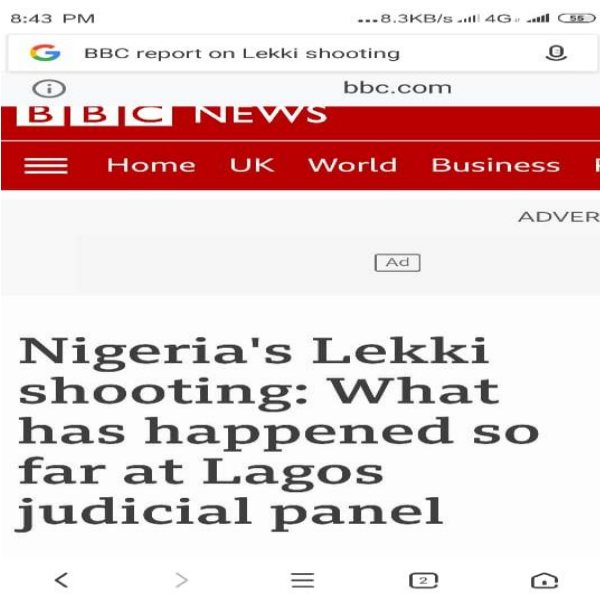 8:43 PM ...8.3KB/s 4G 55
BBC report on Lekki shooting
bbc.com
BBC NEWS
Home UK World Business
ADVER
Ad
Nigeria's Lekki
shooting: What
has happened so
far at Lagos
judicial panel
2